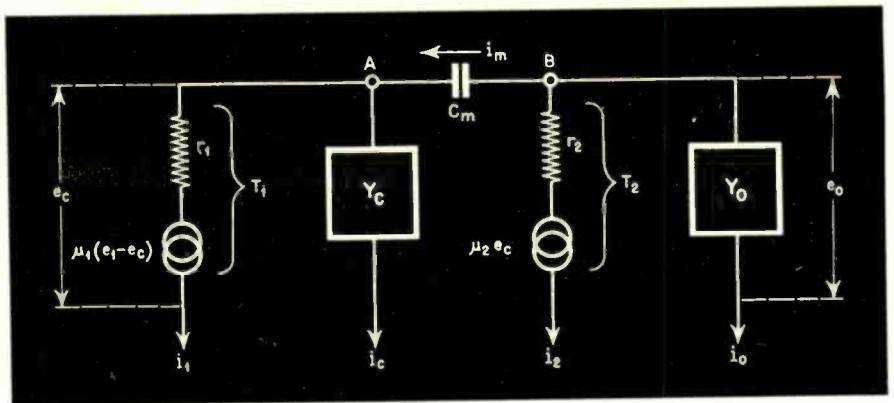 A
i_m
B
C_m
e_c
r_1
T_1
Y_C
μ_1(e_1-e_c)
r_2
T_2
μ_2 e_c
Y_O
e_o
i_1
i_c
i_2
i_o